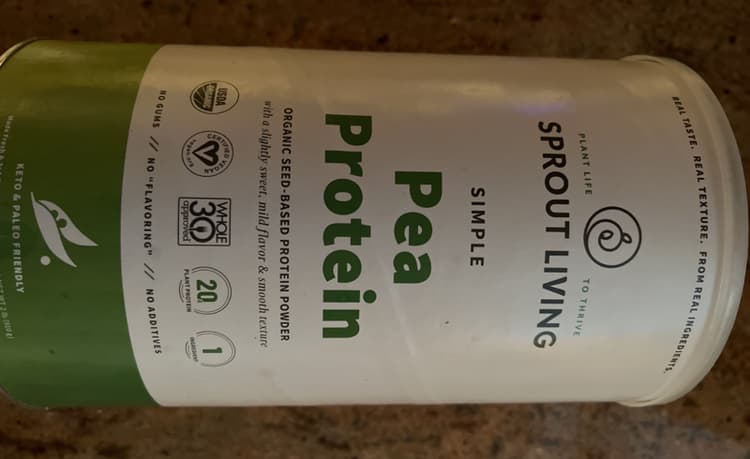 REAL TASTE. REAL TEXTURE. FROM REAL INGREDIENTS.
PLANT LIFE TO THRIVE
SPROUT LIVING
SIMPLE
Pea
Protein
ORGANIC SEED-BASED PROTEIN POWDER
with a slightly sweet, mild flavor & smooth texture
USDA
ORGANIC
CERTIFIED VEGAN
WHOLE
30
approved
20g
PLANT PROTEIN
1
INGREDIENT
NO GUMS // NO "FLAVORING" // NO ADDITIVES
KETO & PALEO FRIENDLY